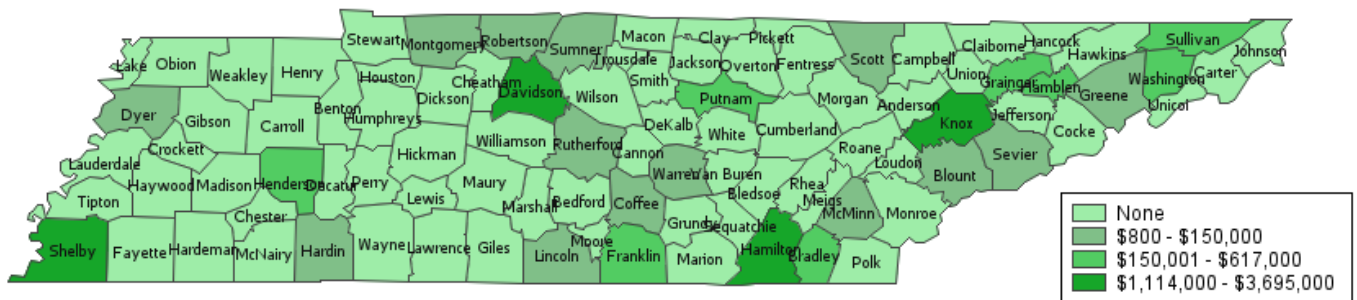 Stewart
Montgomery
Robertson
Sumner
Macon
Clay
Pickett
Trousdale
Jackson
Overton
Fentress
Scott
Campbell
Claiborne
Hancock
Hawkins
Sullivan
Johnson
Lake
Obion
Weakley
Henry
Houston
Cheatham
Davidson
Wilson
Smith
Putnam
Morgan
Anderson
Union
Grainger
Hamblen
Greene
Washington
Carter
Unicoi
Dyer
Gibson
Carroll
Benton
Humphreys
Dickson
Williamson
Rutherford
Cannon
DeKalb
White
Cumberland
Roane
Loudon
Knox
Jefferson
Cocke
Sevier
Blount
Lauderdale
Crockett
Haywood
Madison
Henderson
Decatur
Perry
Hickman
Lewis
Maury
Marshall
Bedford
Coffee
Warren
Van Buren
Bledsoe
Rhea
Meigs
McMinn
Monroe
Tipton
Chester
Shelby
Fayette
Hardeman
McNairy
Hardin
Wayne
Lawrence
Giles
Lincoln
Moore
Franklin
Grundy
Sequatchie
Marion
Hamilton
Bradley
Polk
None
$800 - $150,000
$150,001 - $617,000
$1,114,000 - $3,695,000